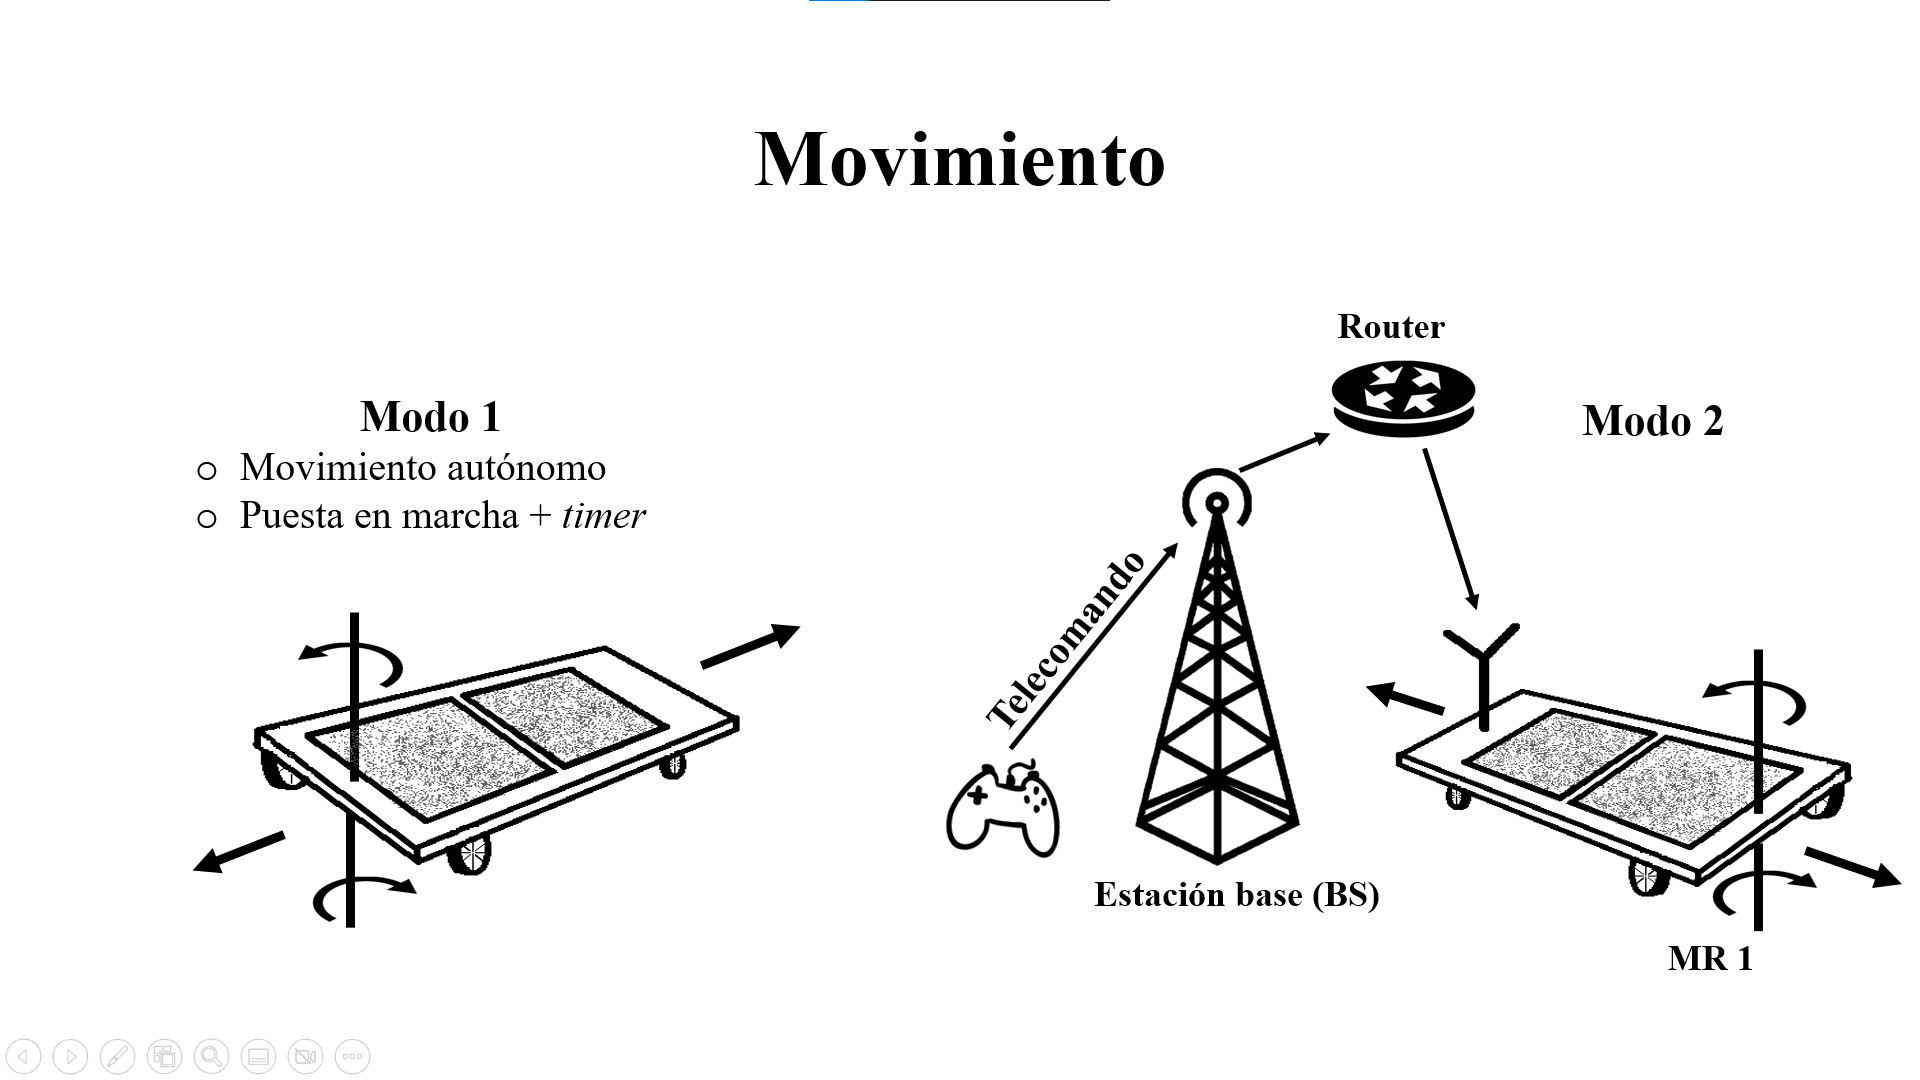 Movimiento
Modo 1
Movimiento autónomo
Puesta en marcha + timer
Router
Modo 2
Telecomando
Estación base (BS)
MR 1